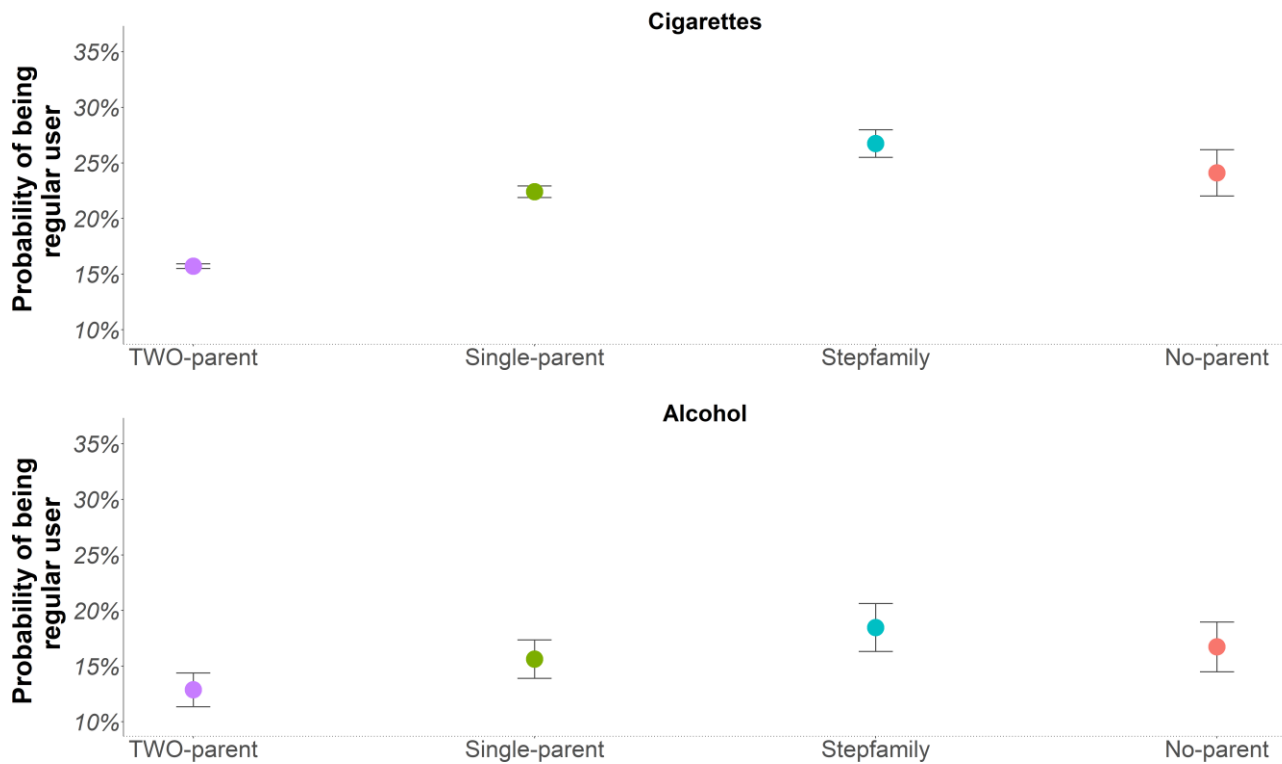 Cigarettes
Probability of being
regular user
35%
30%
25%
20%
15%
10%
TWO-parent
Single-parent
Stepfamily
No-parent
Alcohol
Probability of being
regular user
35%
30%
25%
20%
15%
10%
TWO-parent
Single-parent
Stepfamily
No-parent